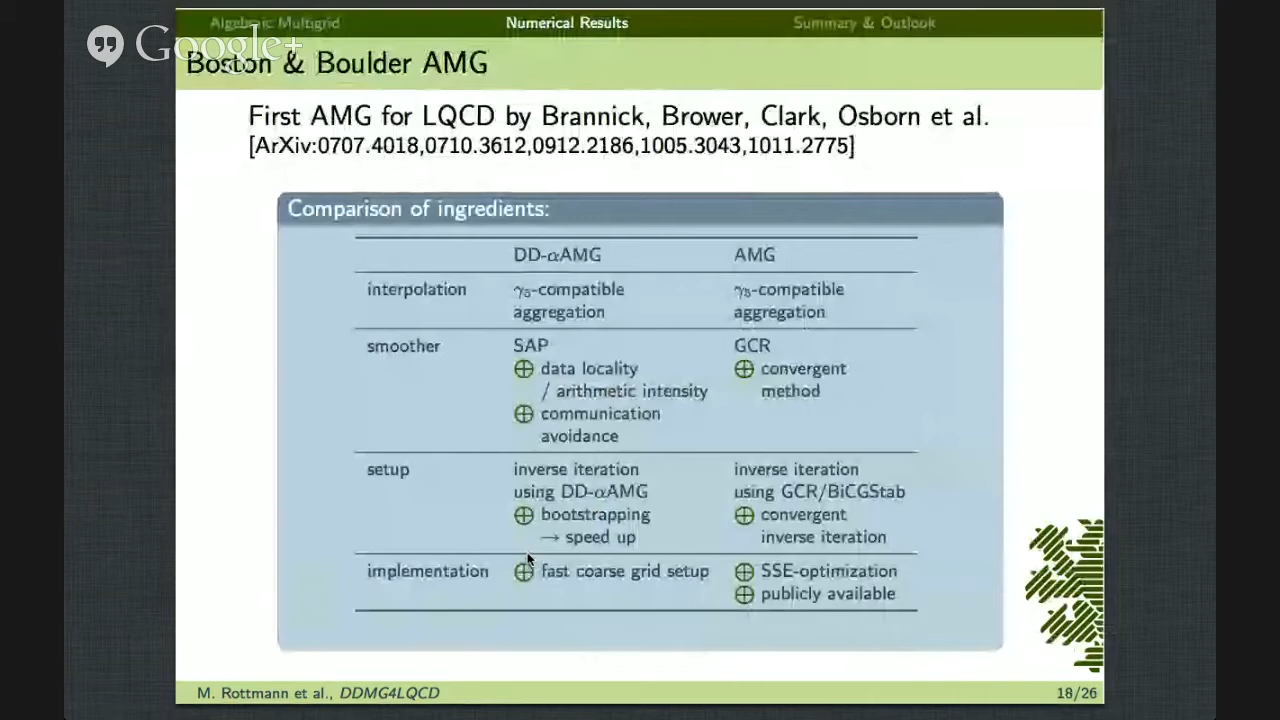 Algebraic Multigrid
Numerical Results
Summary & Outlook
Google+
Boston & Boulder AMG
First AMG for LQCD by Brannick, Brower, Clark, Osborn et al.
[ArXiv:0707.4018,0710.3612,0912.2186,1005.3043,1011.2775]
Comparison of ingredients:
DD-αAMG AMG
interpolation γ₅-compatible γ₅-compatible
aggregation aggregation
smoother SAP GCR
⊕ data locality ⊕ convergent
/ arithmetic intensity method
⊕ communication
avoidance
setup inverse iteration inverse iteration
using DD-αAMG using GCR/BiCGStab
⊕ bootstrapping ⊕ convergent
→ speed up inverse iteration
implementation ⊕ fast coarse grid setup ⊕ SSE-optimization
⊕ publicly available
M. Rottmann et al., DDMG4LQCD
18/26